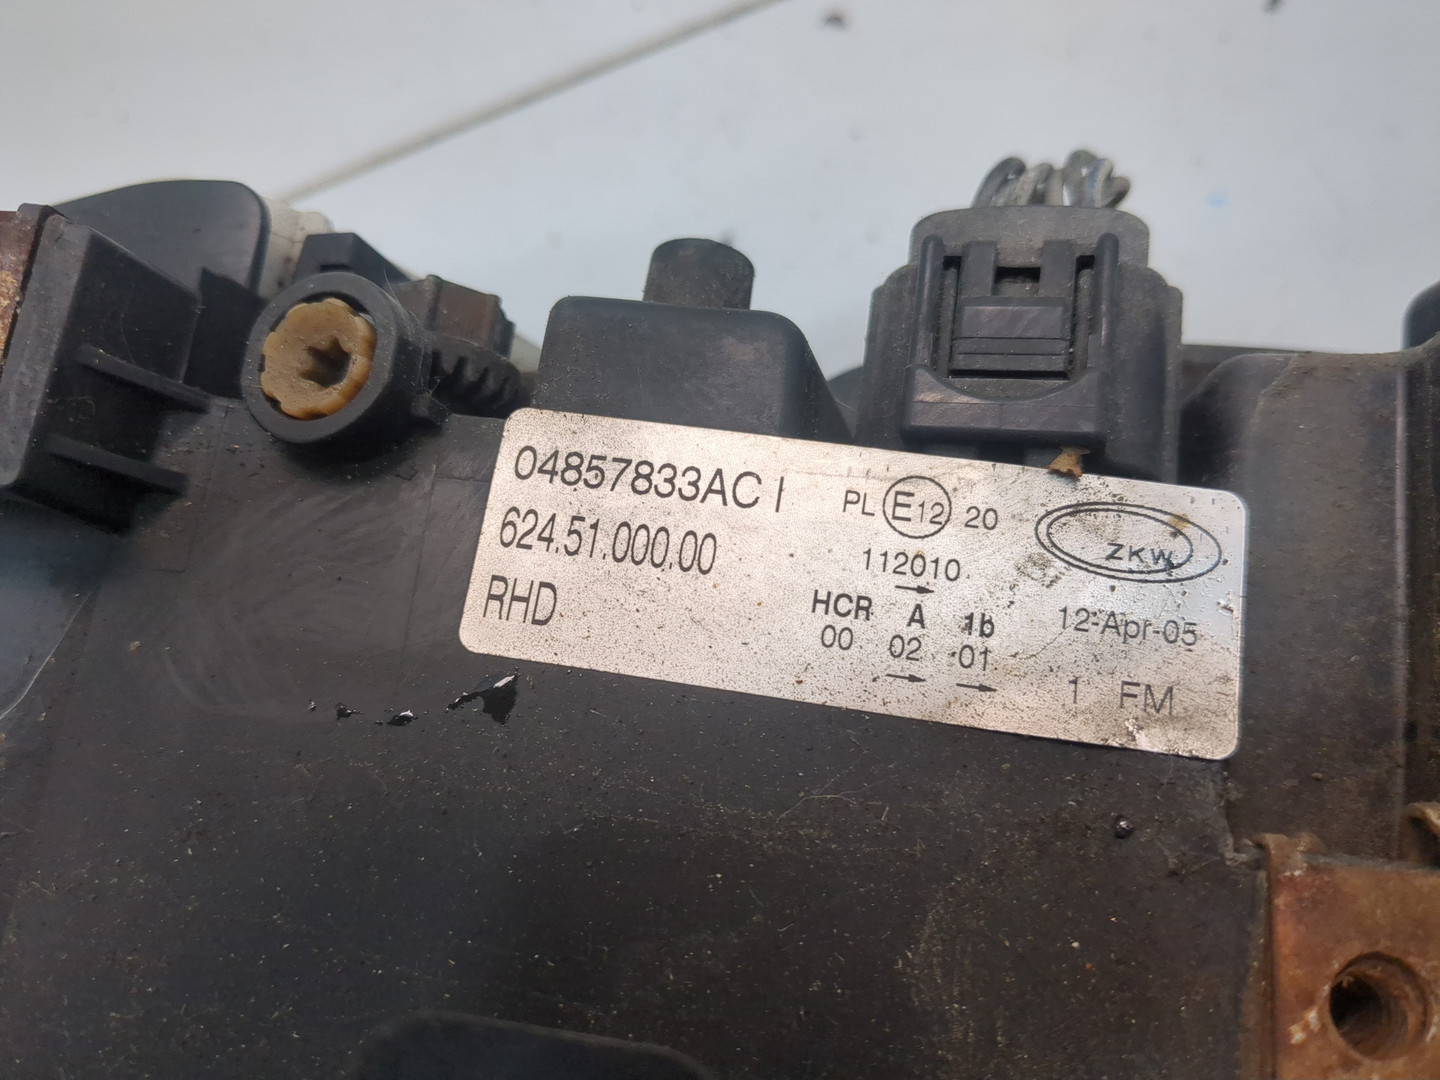 04857833AC I
624.51.000.00
RHD
PL E12 20
112010
→
HCR A 1b
00 02 01
→ →
ZKW
12-Apr-05
1 FM